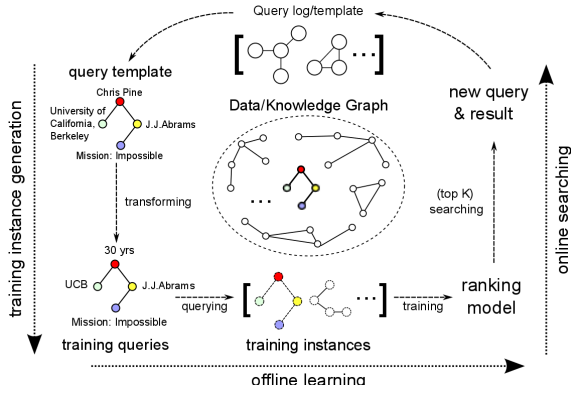 Query log/template
query template
Chris Pine
University of
California,
Berkeley
J.J.Abrams
Mission: Impossible
Data/Knowledge Graph
new query
& result
training instance generation
transforming
(top K)
searching
online searching
30 yrs
UCB
J.J.Abrams
Mission: Impossible
querying
training
ranking
model
training queries
training instances
offline learning